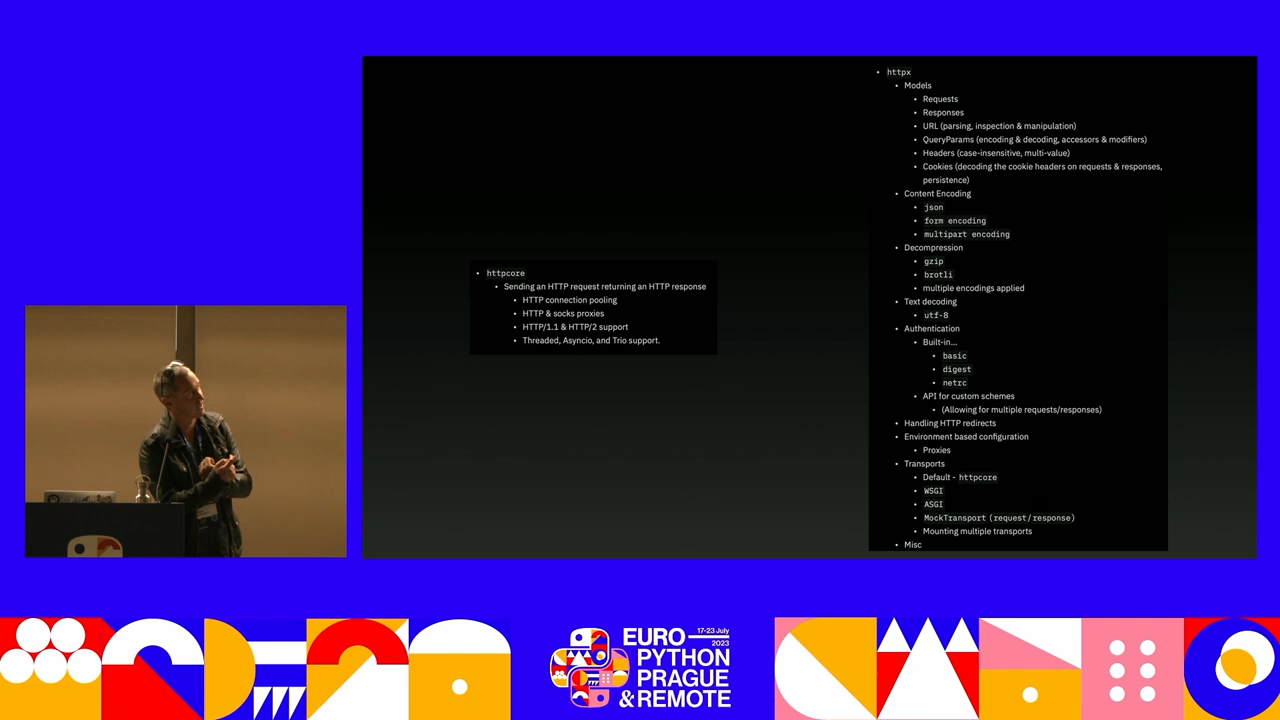 httpcore
Sending an HTTP request returning an HTTP response
HTTP connection pooling
HTTP & socks proxies
HTTP/1.1 & HTTP/2 support
Threaded, Asyncio, and Trio support.
httpx
Models
Requests
Responses
URL (parsing, inspection & manipulation)
QueryParams (encoding & decoding, accessors & modifiers)
Headers (case-insensitive, multi-value)
Cookies (decoding the cookie headers on requests & responses,
persistence)
Content Encoding
json
form encoding
multipart encoding
Decompression
gzip
brotli
multiple encodings applied
Text decoding
utf-8
Authentication
Built-in...
basic
digest
netrc
API for custom schemes
(Allowing for multiple requests/responses)
Handling HTTP redirects
Environment based configuration
Proxies
Transports
Default - httpcore
WSGI
ASGI
MockTransport (request/response)
Mounting multiple transports
Misc
EURO 17-23 July 2023
PYTHON
PRAGUE
& REMOTE